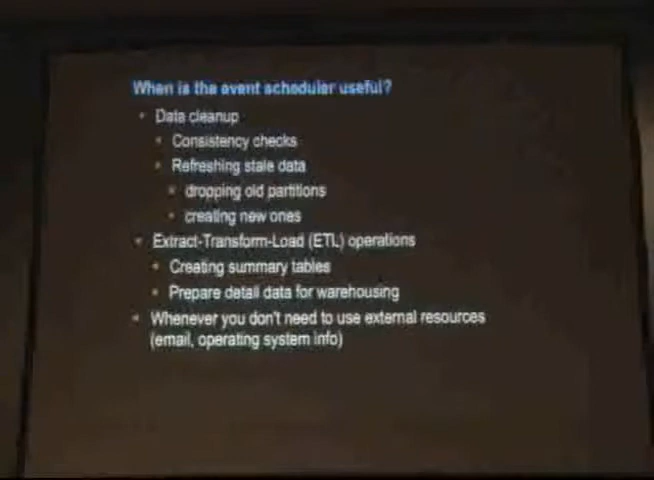 When is the event scheduler useful?
Data cleanup
Consistency checks
Refreshing stale data
dropping old partitions
creating new ones
Extract-Transform-Load (ETL) operations
Creating summary tables
Prepare detail data for warehousing
Whenever you don't need to use external resources
(email, operating system info)